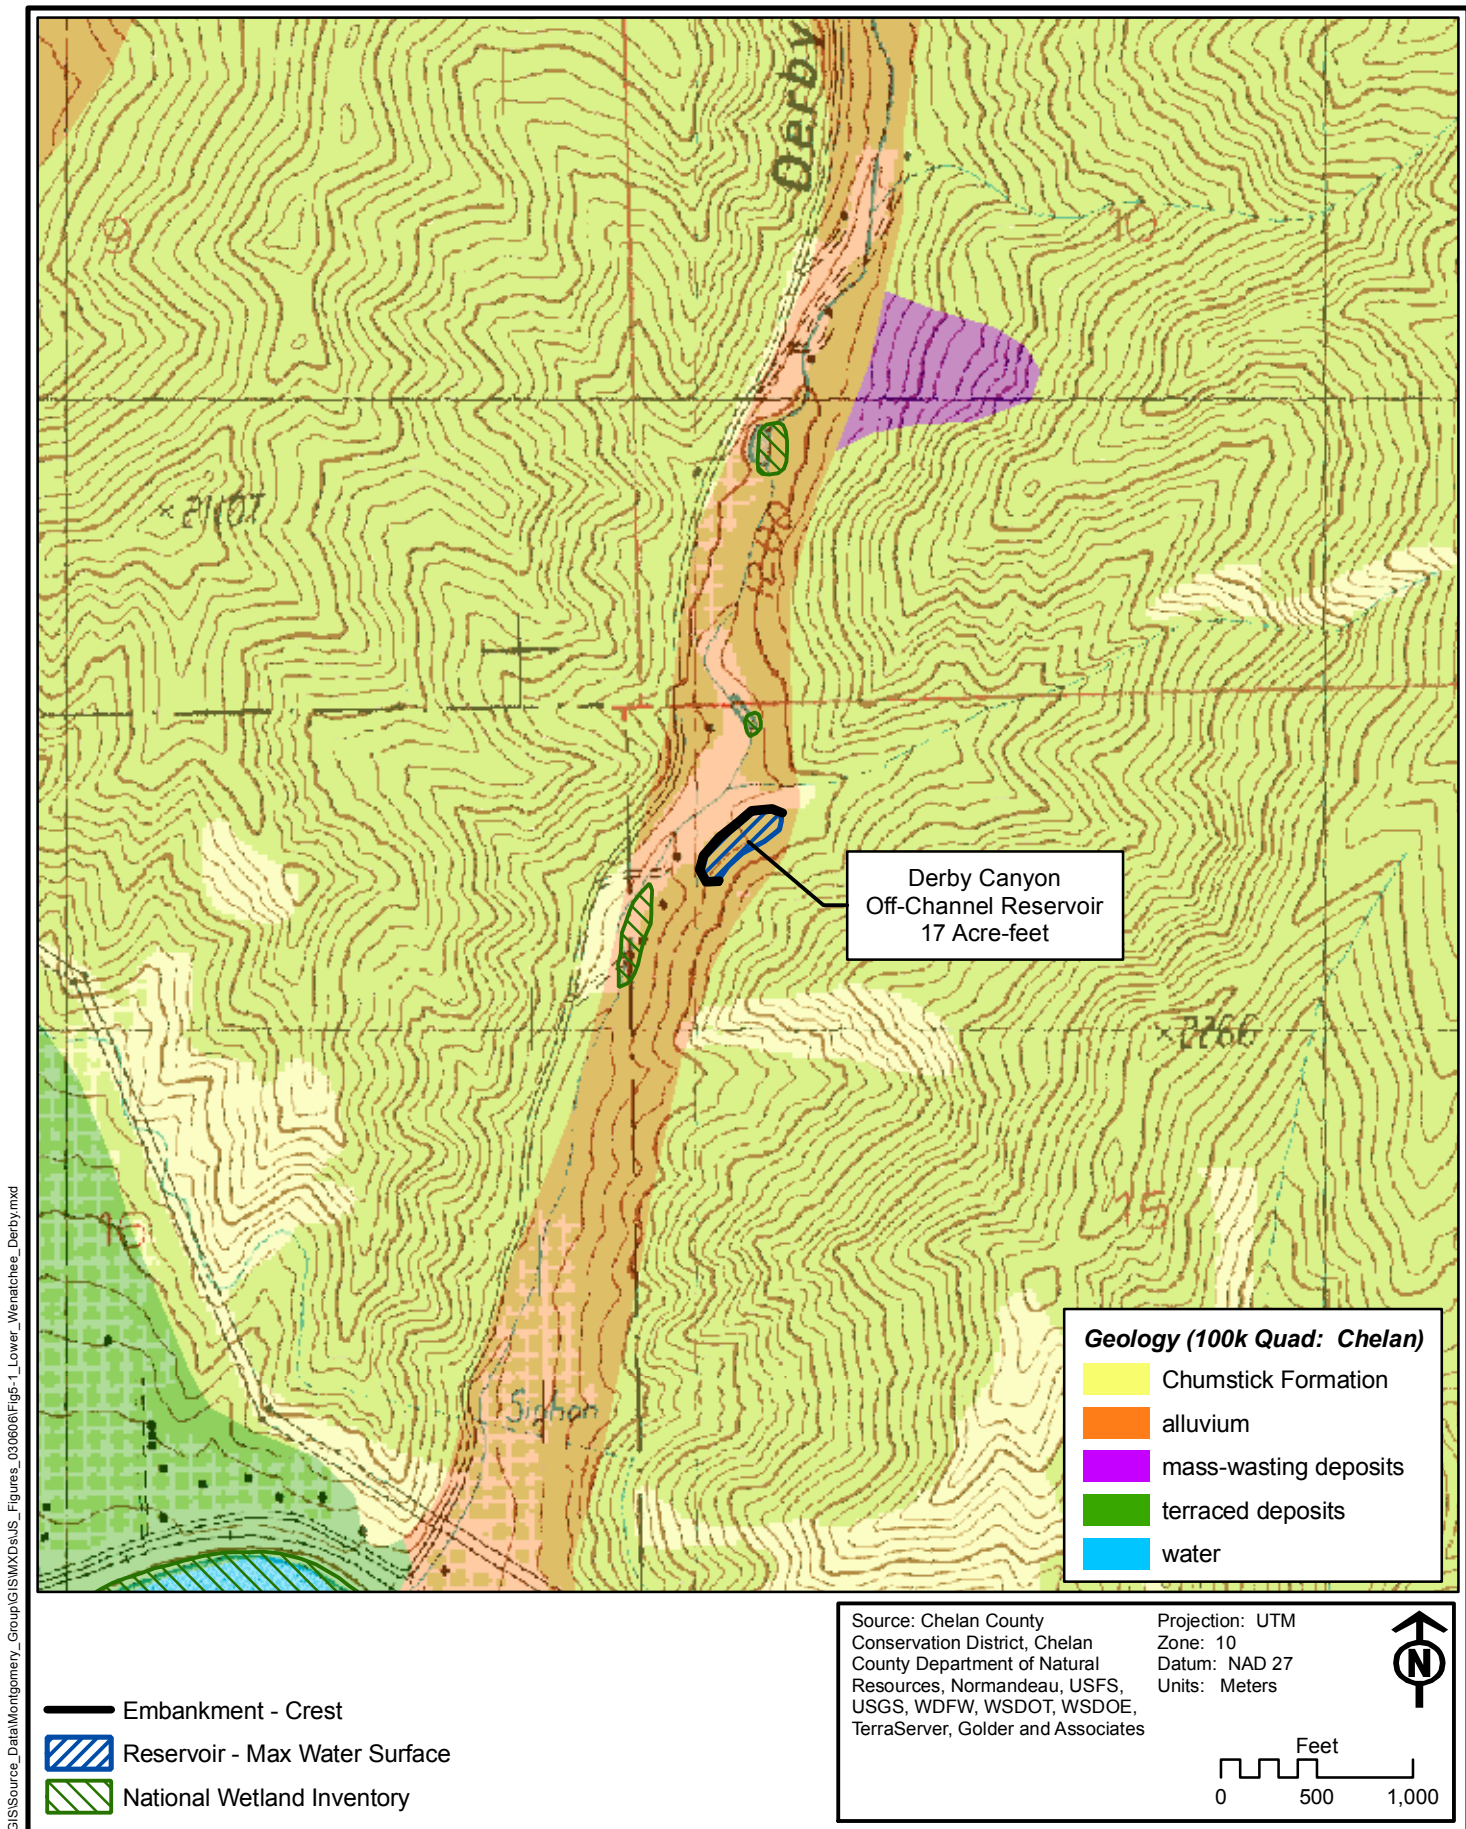 Derby
9
10
2107
2266
15
16
Siphon
Derby Canyon
Off-Channel Reservoir
17 Acre-feet
Geology (100k Quad: Chelan)
Chumstick Formation
alluvium
mass-wasting deposits
terraced deposits
water
GIS\Source_Data\Montgomery_Group\GIS\MXDs\JS_Figures_030606\Fig5-1_Lower_Wenatchee_Derby.mxd
Embankment - Crest
Reservoir - Max Water Surface
National Wetland Inventory
Source: Chelan County
Conservation District, Chelan
County Department of Natural
Resources, Normandeau, USFS,
USGS, WDFW, WSDOT, WSDOE,
TerraServer, Golder and Associates
Projection: UTM
Zone: 10
Datum: NAD 27
Units: Meters
N
Feet
0 500 1,000